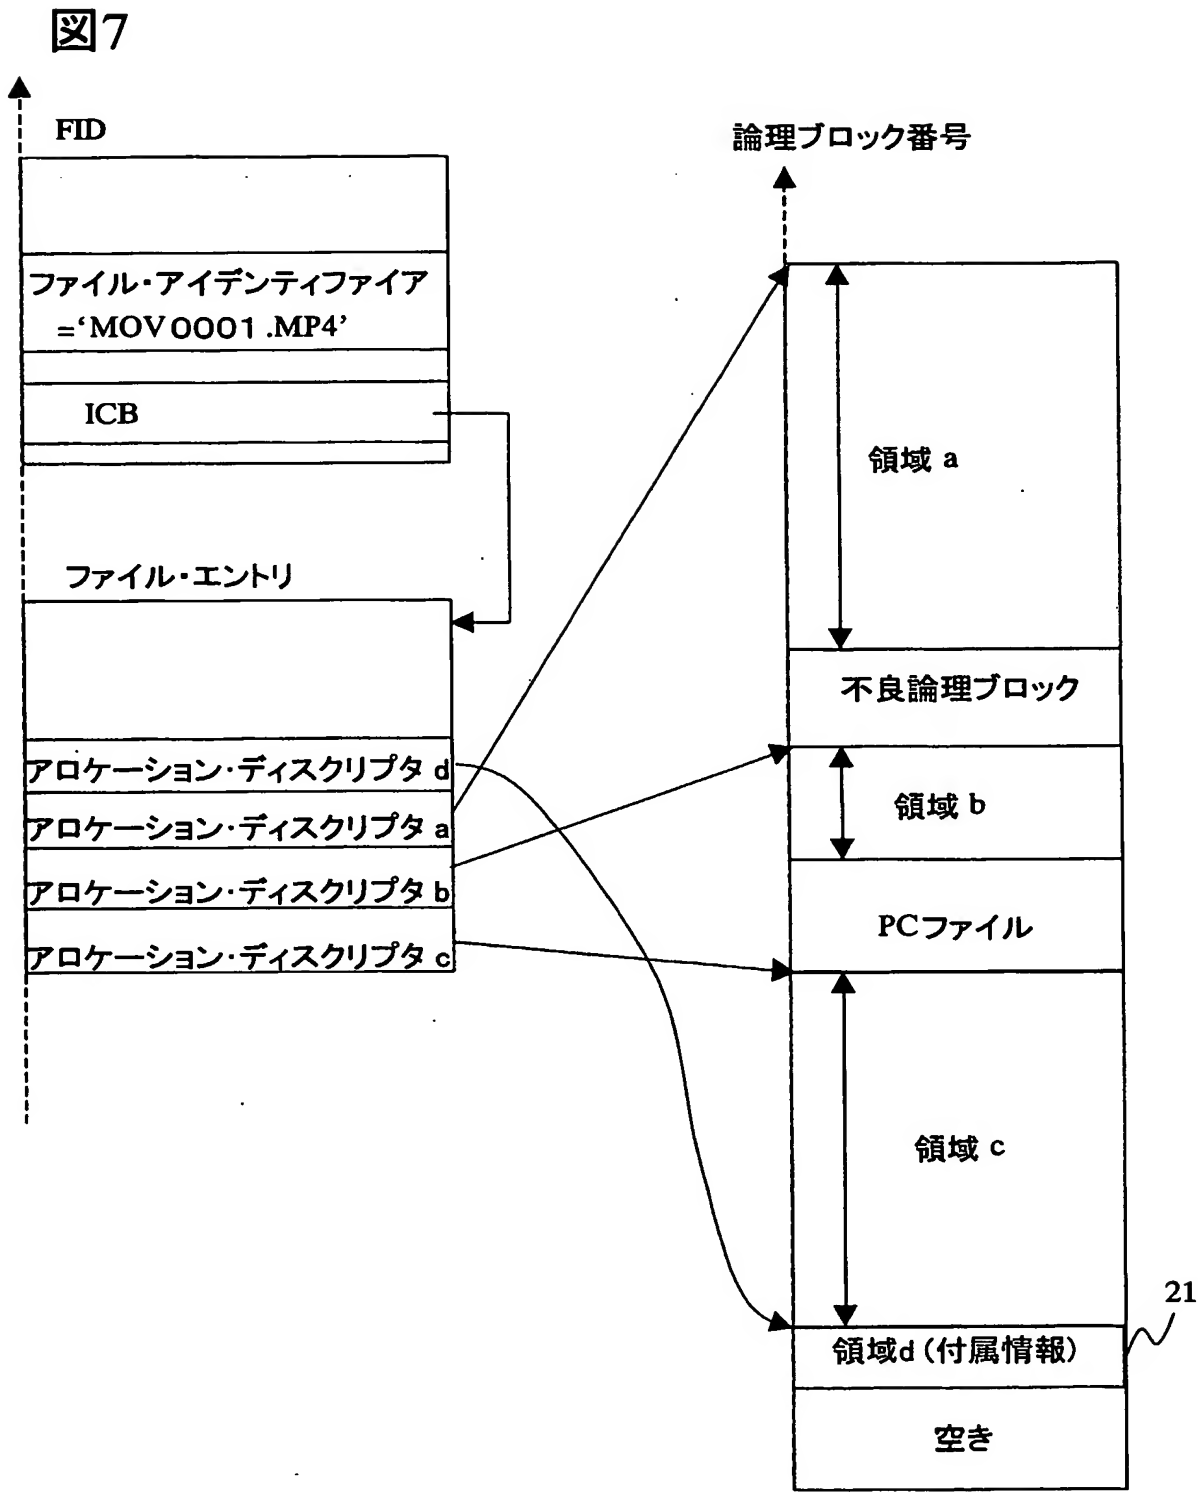 図7
FID
ファイル・アイデンティファイア
=‘MOV0001.MP4’
ICB
ファイル・エントリ
アロケーション・ディスクリプタ d
アロケーション・ディスクリプタ a
アロケーション・ディスクリプタ b
アロケーション・ディスクリプタ c
論理ブロック番号
領域 a
不良論理ブロック
領域 b
PCファイル
領域 c
21
領域d（付属情報）
空き